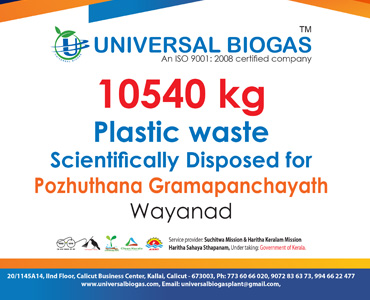 UNIVERSAL BIOGAS TM
An ISO 9001: 2008 certified company
10540 kg
Plastic waste
Scientifically Disposed for
Pozhuthana Gramapanchayath
Wayanad
Service provider: Suchitwa Mission & Haritha Keralam Mission
Haritha Sahaya Sthapanam, Under taking: Government of Kerala.
20/1145A14, IInd Floor, Calicut Business Center, Kallai, Calicut - 673003, Ph: 773 60 66 020, 9072 83 63 73, 994 66 22 477
www.universalbiogas.com, Email: universalbiogasplant@gmail.com,